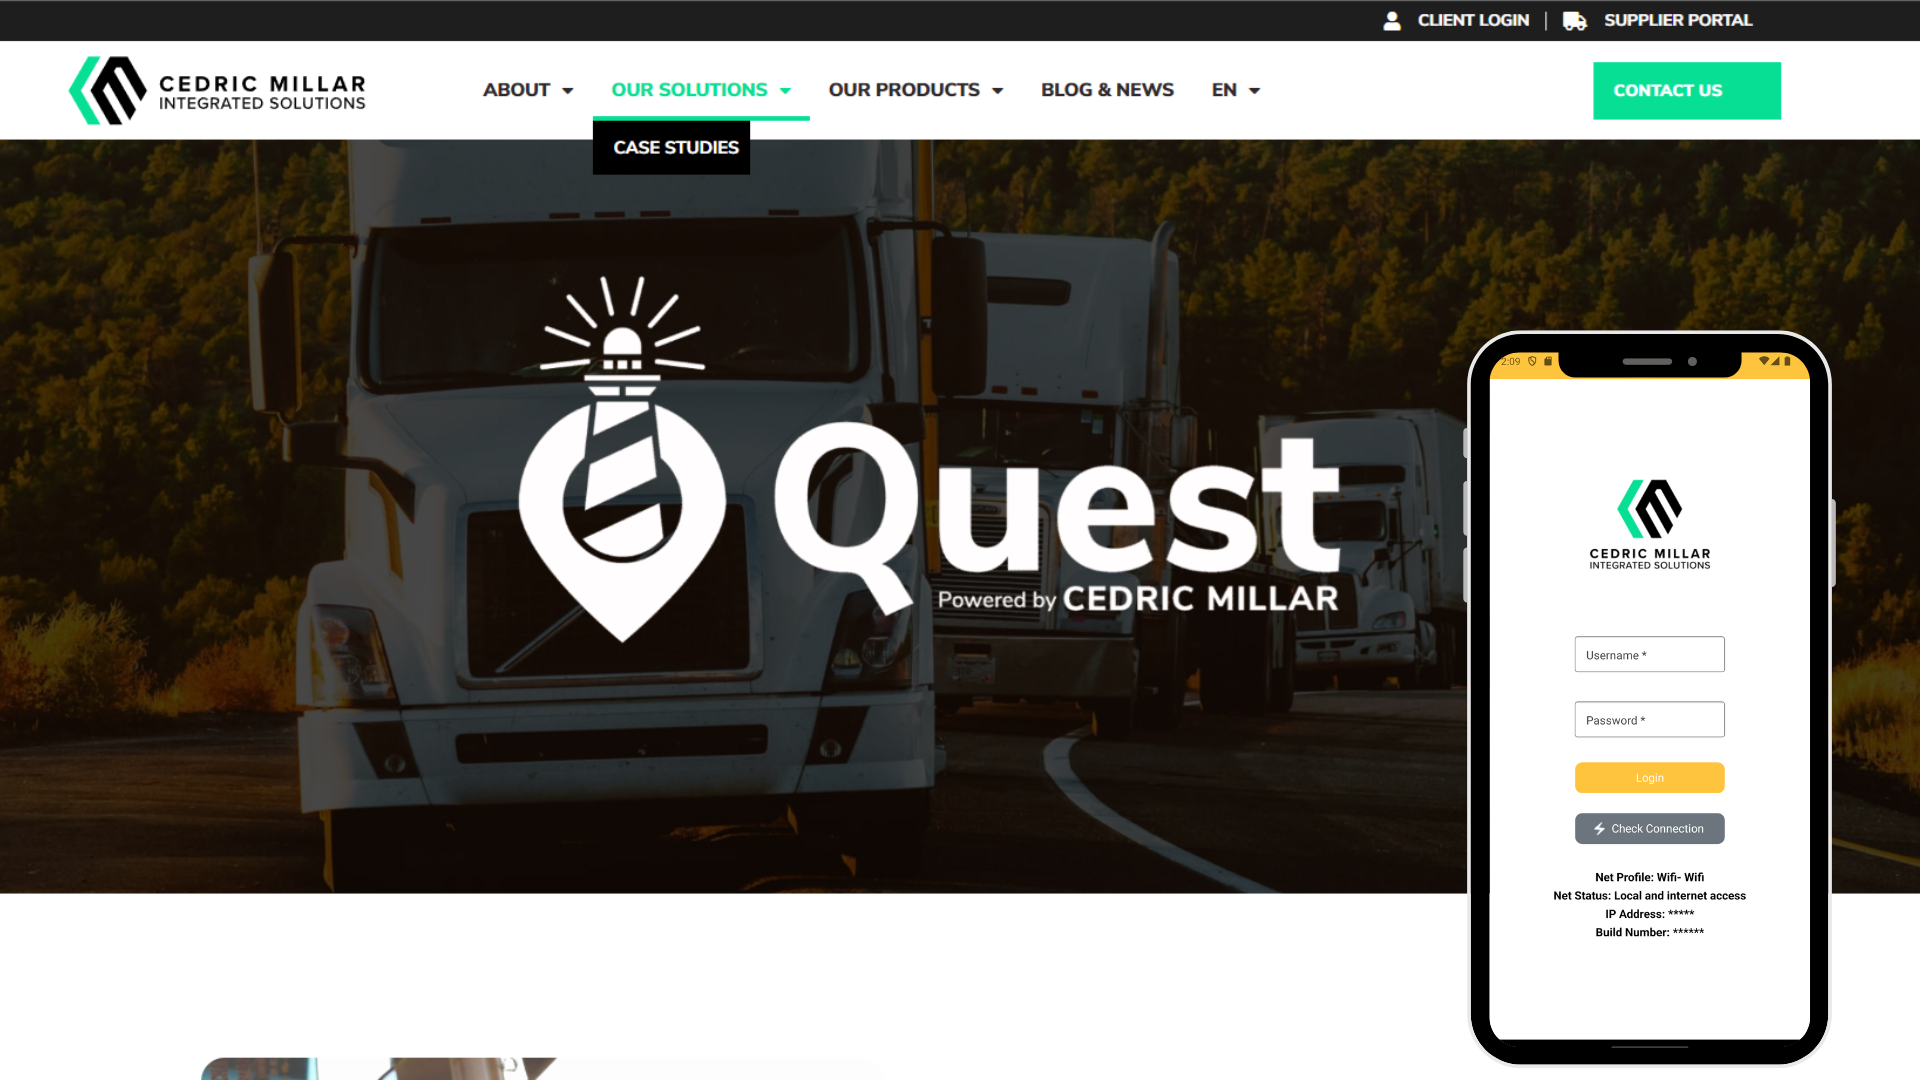 CLIENT LOGIN | SUPPLIER PORTAL
CEDRIC MILLAR
INTEGRATED SOLUTIONS
ABOUT OUR SOLUTIONS OUR PRODUCTS BLOG & NEWS EN
CONTACT US
CASE STUDIES
Quest
Powered by CEDRIC MILLAR
2:09
CEDRIC MILLAR
INTEGRATED SOLUTIONS
Username *
Password *
Login
Check Connection
Net Profile: Wifi- Wifi
Net Status: Local and internet access
IP Address: *****
Build Number: ******